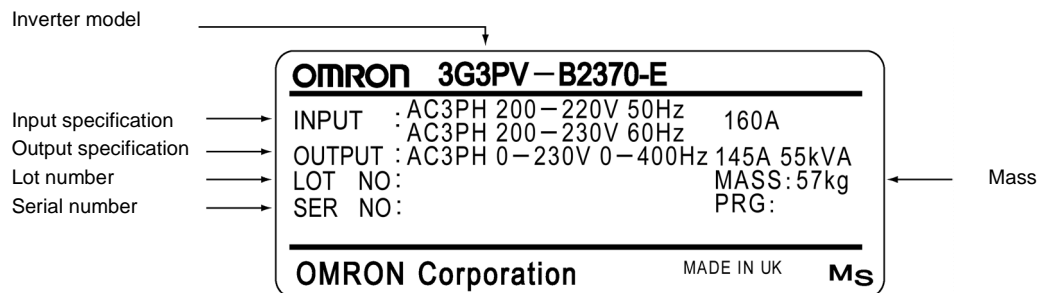 Inverter model
OMRON 3G3PV－B2370-E
Input specification
INPUT : AC3PH 200－220V 50Hz 160A
AC3PH 200－230V 60Hz
Output specification
OUTPUT : AC3PH 0－230V 0－400Hz 145A 55kVA
Lot number
LOT NO: MASS: 57kg
Mass
Serial number
SER NO: PRG:
OMRON Corporation MADE IN UK MS